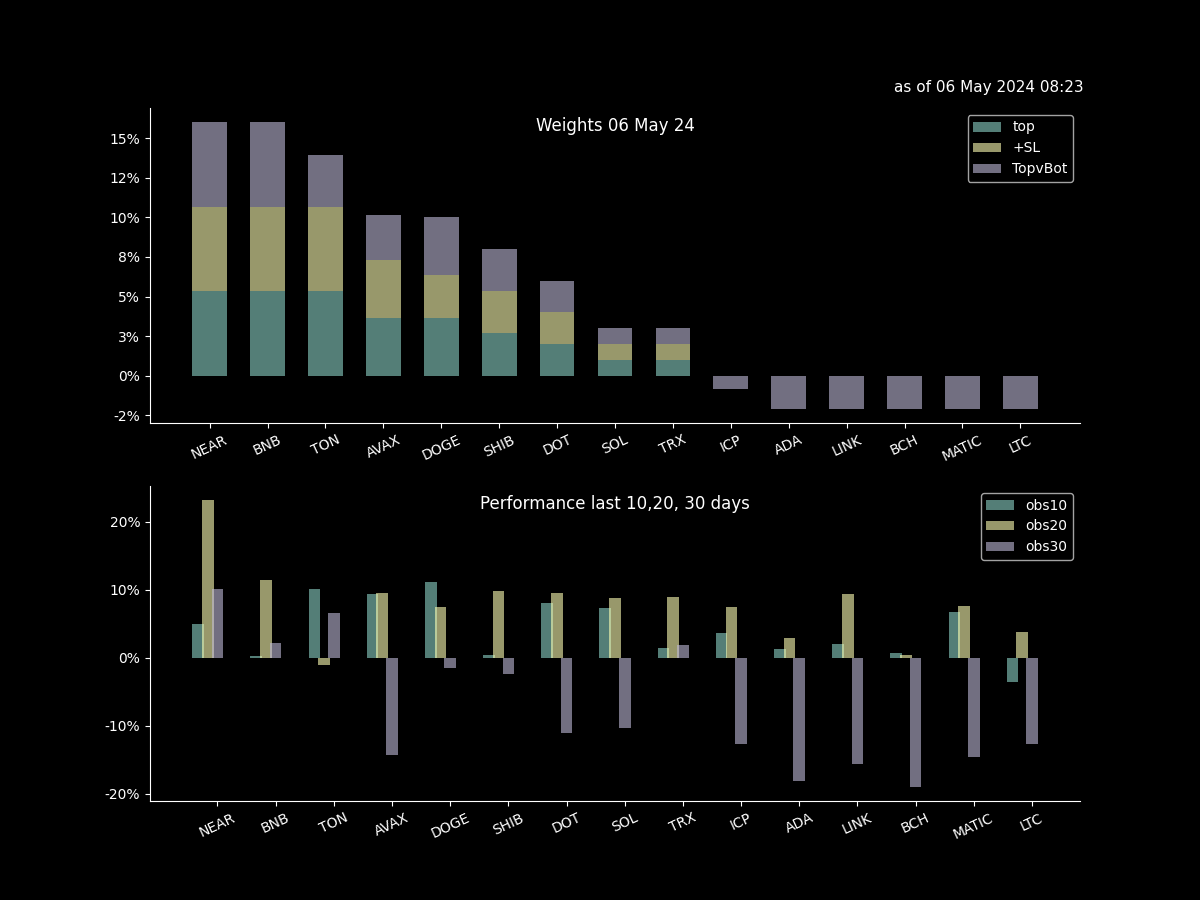 as of 06 May 2024 08:23
Weights 06 May 24
top
+SL
TopvBot
15%
12%
10%
8%
5%
3%
0%
-2%
NEAR BNB TON AVAX DOGE SHIB DOT SOL TRX ICP ADA LINK BCH MATIC LTC
Performance last 10,20, 30 days
obs10
obs20
obs30
20%
10%
0%
-10%
-20%
NEAR BNB TON AVAX DOGE SHIB DOT SOL TRX ICP ADA LINK BCH MATIC LTC